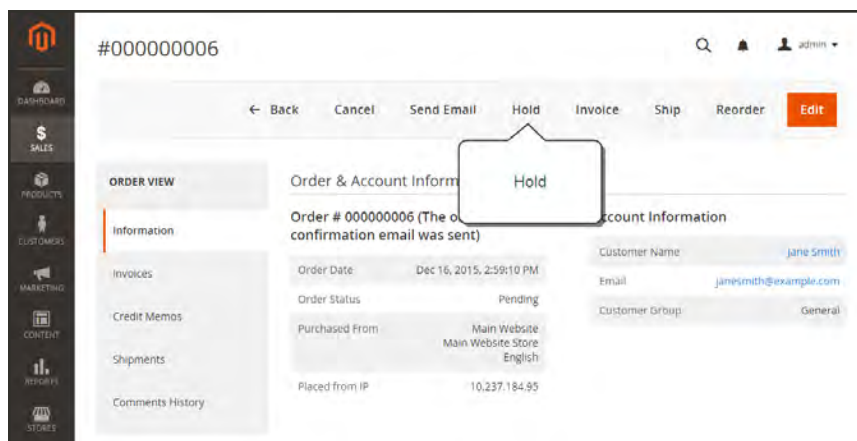 #000000006
admin
DASHBOARD
SALES
PRODUCTS
CUSTOMERS
MARKETING
CONTENT
REPORTS
STORES
← Back Cancel Send Email Hold Invoice Ship Reorder Edit
Hold
ORDER VIEW
Information
Invoices
Credit Memos
Shipments
Comments History
Order & Account Inform
Order # 000000006 (The o
confirmation email was sent)
Order Date Dec 16, 2015, 2:59:10 PM
Order Status Pending
Purchased From Main Website
Main Website Store
English
Placed from IP 10.237.184.95
ccount Information
Customer Name Jane Smith
Email janesmith@example.com
Customer Group General